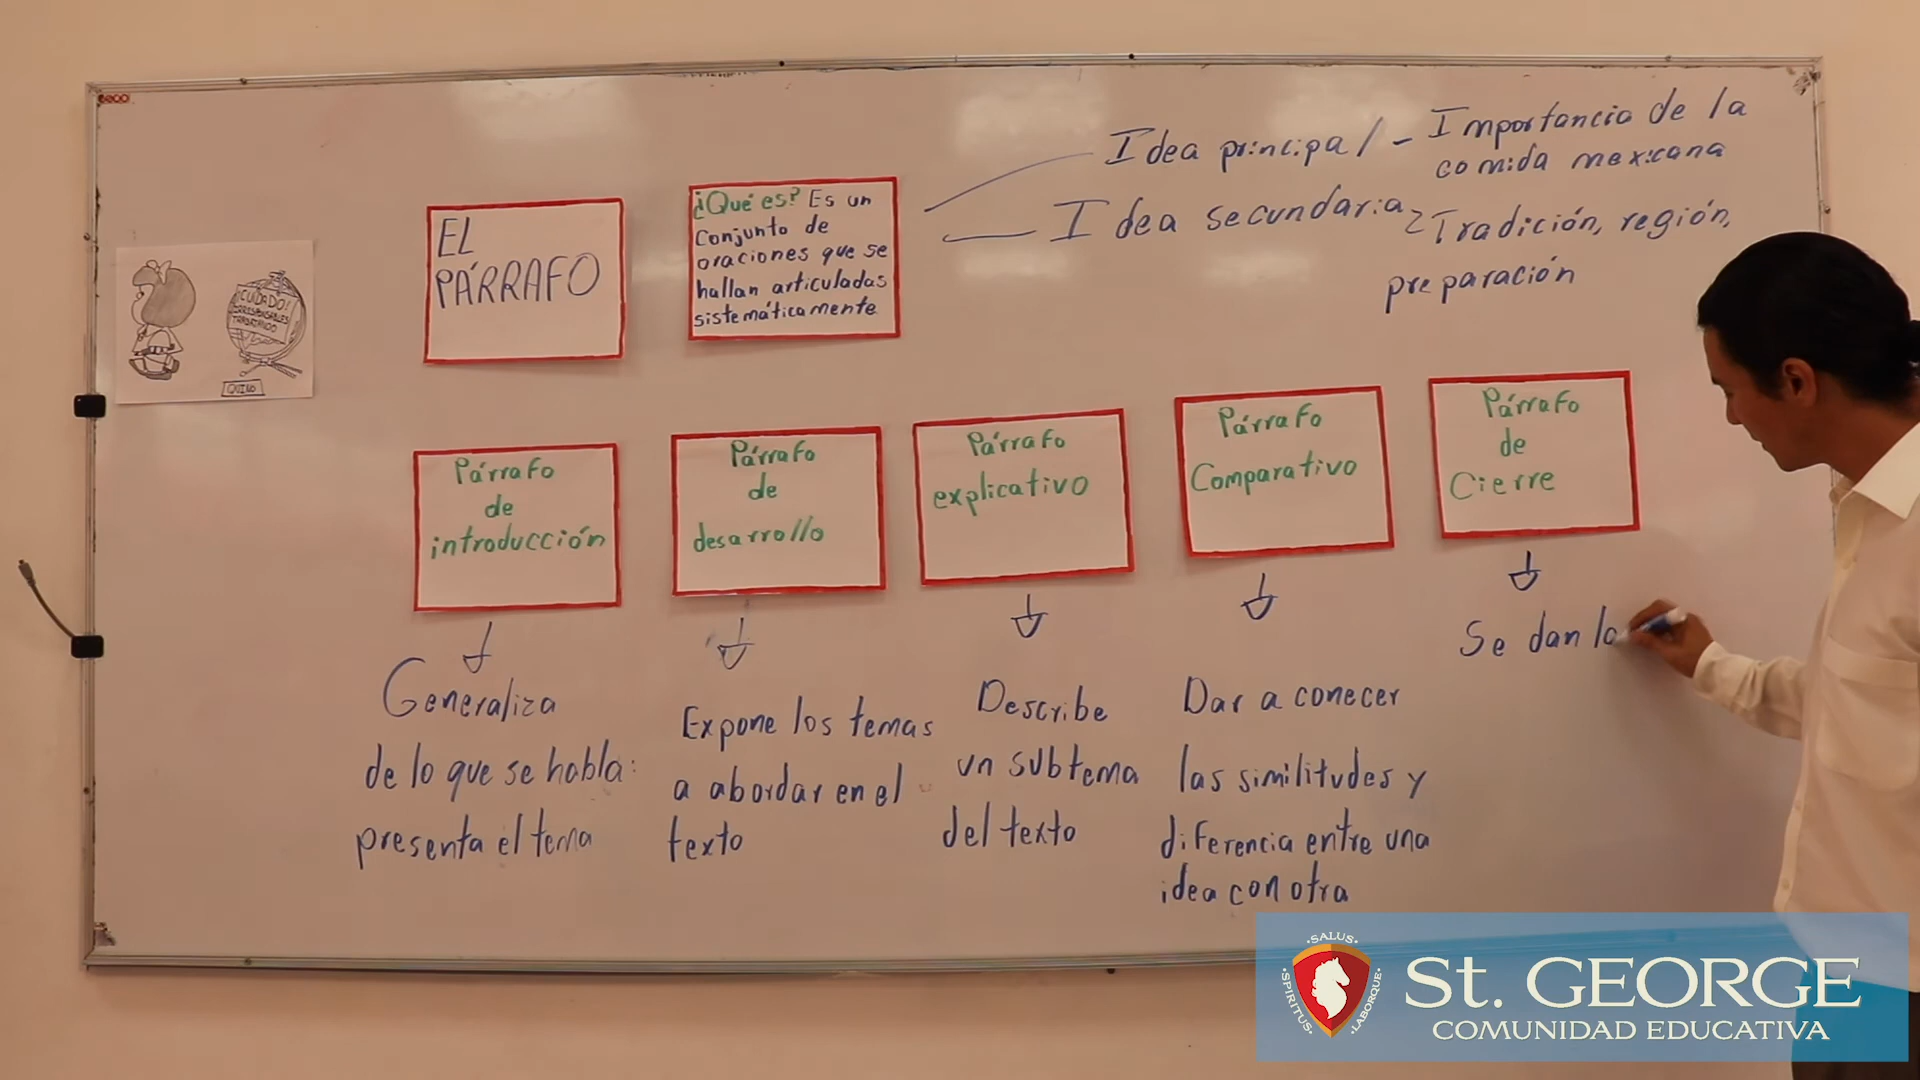 EL
PÁRRAFO
¿Qué es? Es un
Conjunto de
oraciones que se
hallan articuladas
sistemáticamente
Idea principal - Importancia de la
comida mexicana
Idea secundaria - Tradición, región,
preparación
¡CUIDADO!
IRRESPONSABLES
TRABAJANDO
QUINO
Párrafo
de
introducción
Párrafo
de
desarrollo
Párrafo
explicativo
Párrafo
Comparativo
Párrafo
de
Cierre
Generaliza
de lo que se habla:
presenta el tema
Expone los temas
a abordar en el
texto
Describe
un subtema
del texto
Dar a conecer
las similitudes y
diferencia entre una
idea con otra
Se dan la
SALUS
SPIRITUS
LABORQUE
St. GEORGE
COMUNIDAD EDUCATIVA